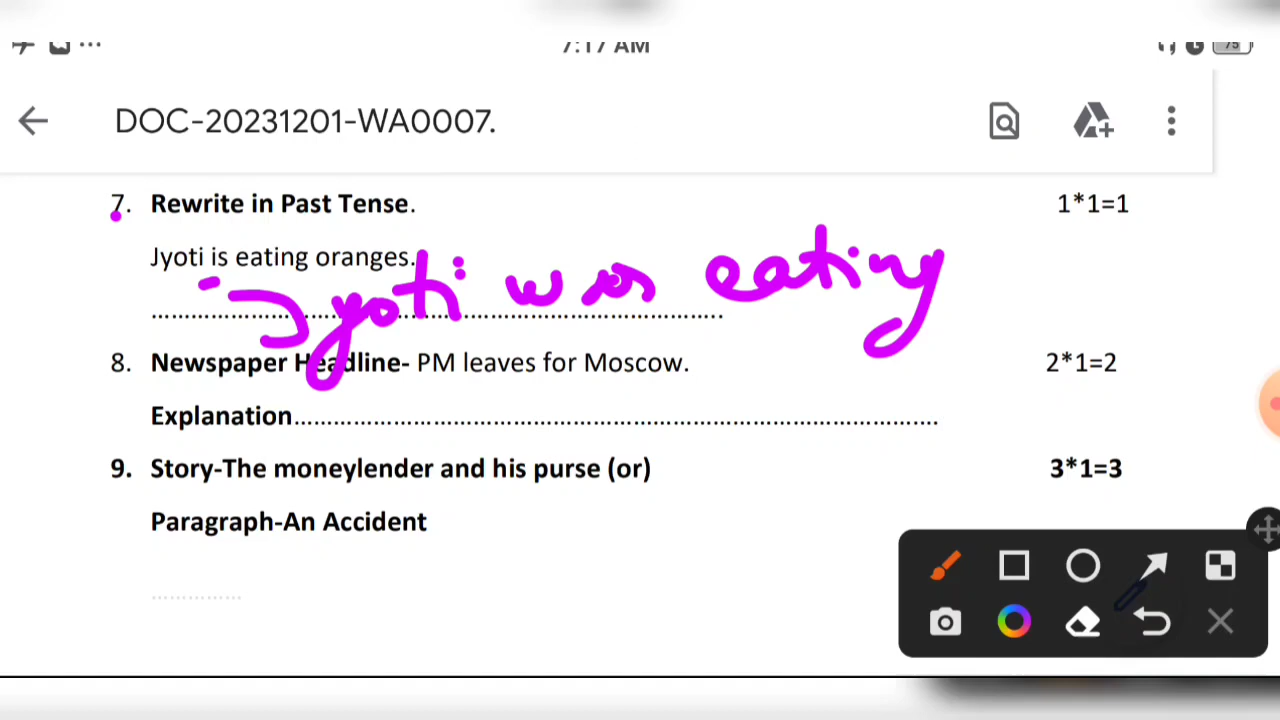 7:17 AM 75
DOC-20231201-WA0007.
7. Rewrite in Past Tense. 1*1=1
Jyoti is eating oranges.
Jyoti was eating
........................................................................................
8. Newspaper Headline- PM leaves for Moscow. 2*1=2
Explanation................................................................................................
9. Story-The moneylender and his purse (or) 3*1=3
Paragraph-An Accident
...............